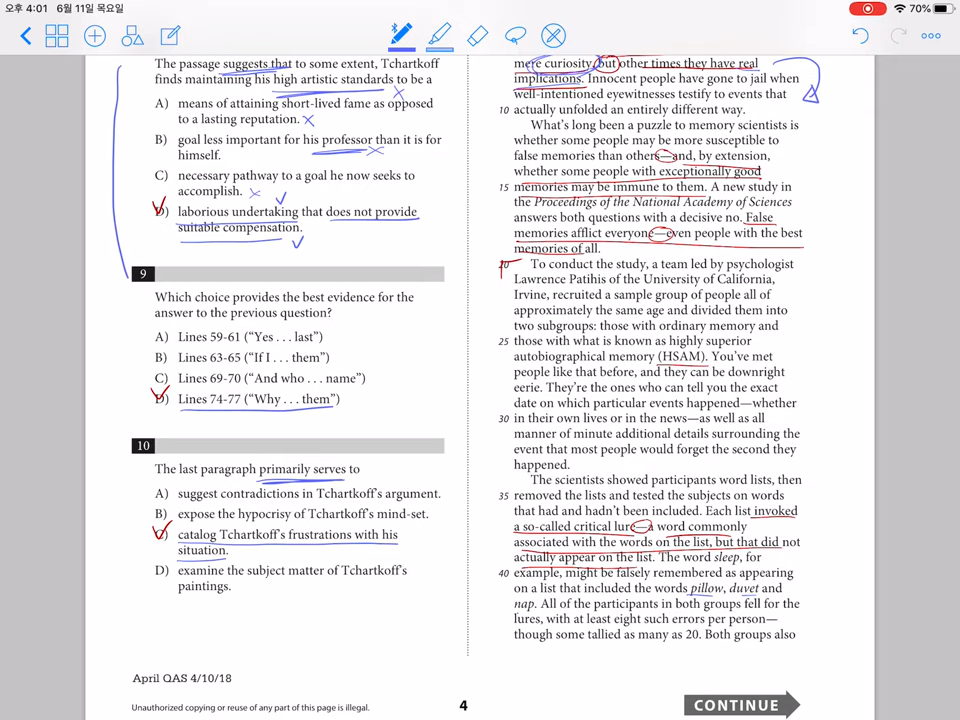 오후 4:01 6월 11일 목요일
70%
The passage suggests that to some extent, Tchartkoff
finds maintaining his high artistic standards to be a
A) means of attaining short-lived fame as opposed
to a lasting reputation.
B) goal less important for his professor than it is for
himself.
C) necessary pathway to a goal he now seeks to
accomplish.
D) laborious undertaking that does not provide
suitable compensation.
9
Which choice provides the best evidence for the
answer to the previous question?
A) Lines 59-61 (“Yes . . . last”)
B) Lines 63-65 (“If I . . . them”)
C) Lines 69-70 (“And who . . . name”)
D) Lines 74-77 (“Why . . . them”)
10
The last paragraph primarily serves to
A) suggest contradictions in Tchartkoff’s argument.
B) expose the hypocrisy of Tchartkoff’s mind-set.
C) catalog Tchartkoff’s frustrations with his
situation.
D) examine the subject matter of Tchartkoff’s
paintings.
mere curiosity, but other times they have real
implications. Innocent people have gone to jail when
well-intentioned eyewitnesses testify to events that
10 actually unfolded an entirely different way.
What’s long been a puzzle to memory scientists is
whether some people may be more susceptible to
false memories than others—and, by extension,
whether some people with exceptionally good
15 memories may be immune to them. A new study in
the Proceedings of the National Academy of Sciences
answers both questions with a decisive no. False
memories afflict everyone—even people with the best
memories of all.
20 To conduct the study, a team led by psychologist
Lawrence Patihis of the University of California,
Irvine, recruited a sample group of people all of
approximately the same age and divided them into
two subgroups: those with ordinary memory and
25 those with what is known as highly superior
autobiographical memory (HSAM). You’ve met
people like that before, and they can be downright
eerie. They’re the ones who can tell you the exact
date on which particular events happened—whether
30 in their own lives or in the news—as well as all
manner of minute additional details surrounding the
event that most people would forget the second they
happened.
The scientists showed participants word lists, then
35 removed the lists and tested the subjects on words
that had and hadn’t been included. Each list invoked
a so-called critical lure—a word commonly
associated with the words on the list, but that did not
actually appear on the list. The word sleep, for
40 example, might be falsely remembered as appearing
on a list that included the words pillow, duvet and
nap. All of the participants in both groups fell for the
lures, with at least eight such errors per person—
though some tallied as many as 20. Both groups also
April QAS 4/10/18
Unauthorized copying or reuse of any part of this page is illegal.
4
CONTINUE